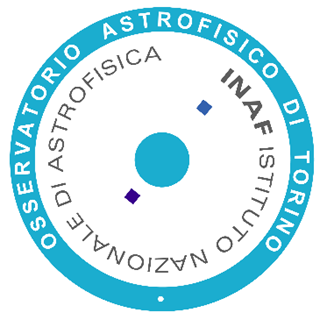 OSSERVATORIO ASTROFISICO DI TORINO
INAF ISTITUTO NAZIONALE DI ASTROFISICA